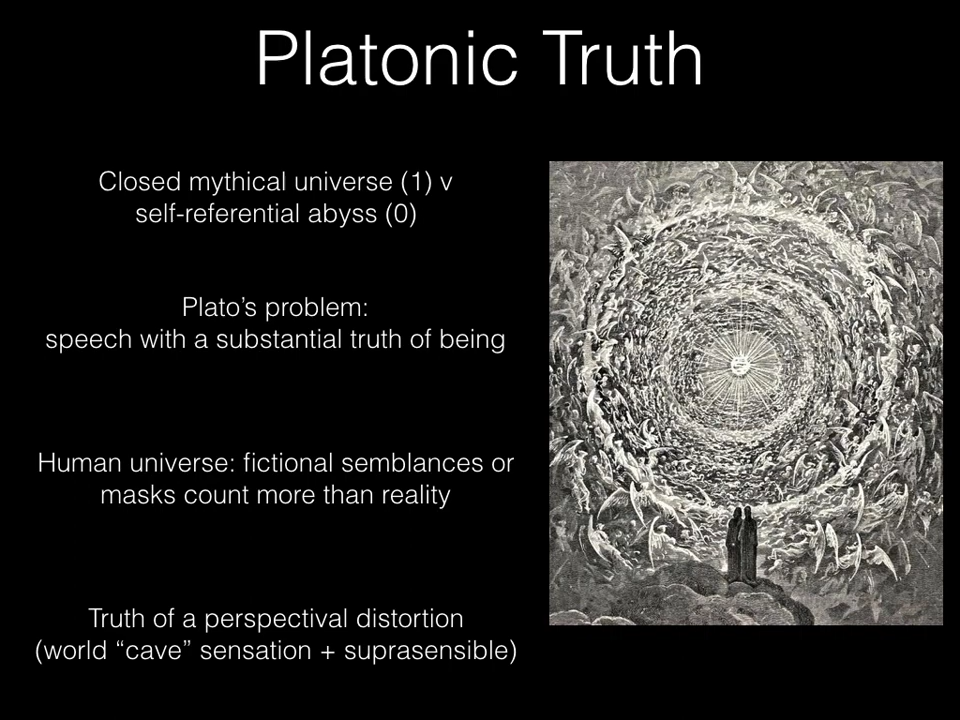 Platonic Truth
Closed mythical universe (1) v
self-referential abyss (0)
Plato’s problem:
speech with a substantial truth of being
Human universe: fictional semblances or
masks count more than reality
Truth of a perspectival distortion
(world “cave” sensation + suprasensible)